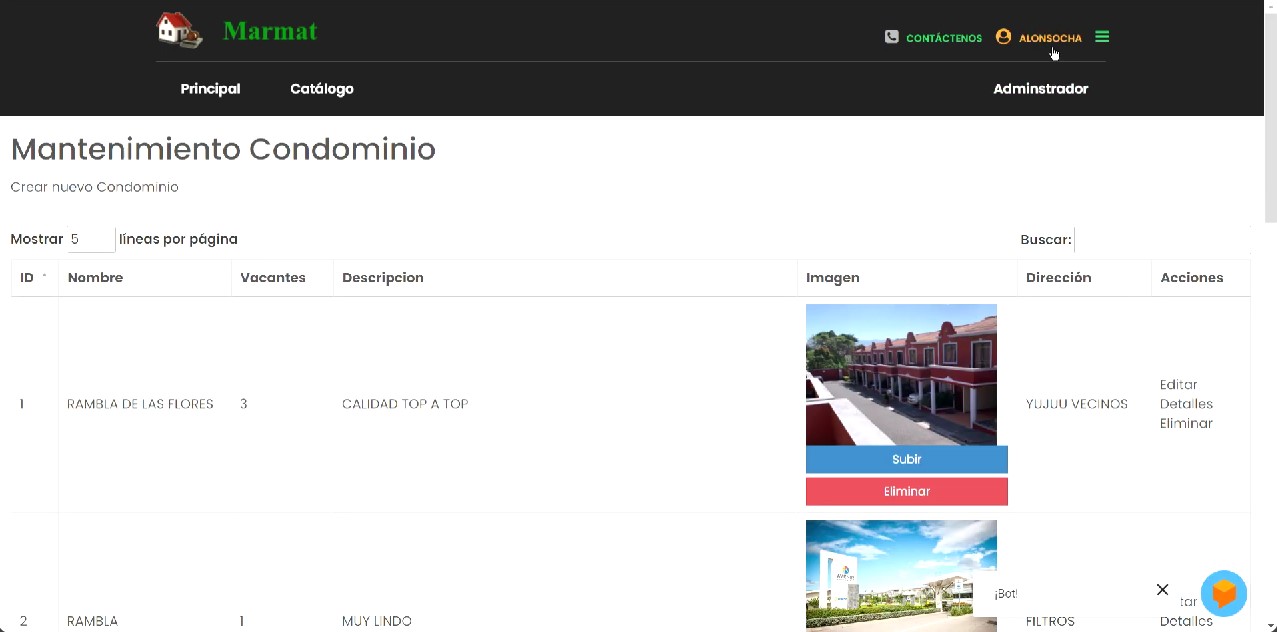 Marmat
CONTÁCTENOS ALONSOCHA
Principal Catálogo Adminstrador
Mantenimiento Condominio
Crear nuevo Condominio
Mostrar 5 líneas por página Buscar:
ID Nombre Vacantes Descripcion Imagen Dirección Acciones
1 RAMBLA DE LAS FLORES 3 CALIDAD TOP A TOP YUJUU VECINOS
Editar
Detalles
Eliminar
Subir
Eliminar
2 RAMBLA 1 MUY LINDO FILTROS
tar
Detalles
¡Bot!